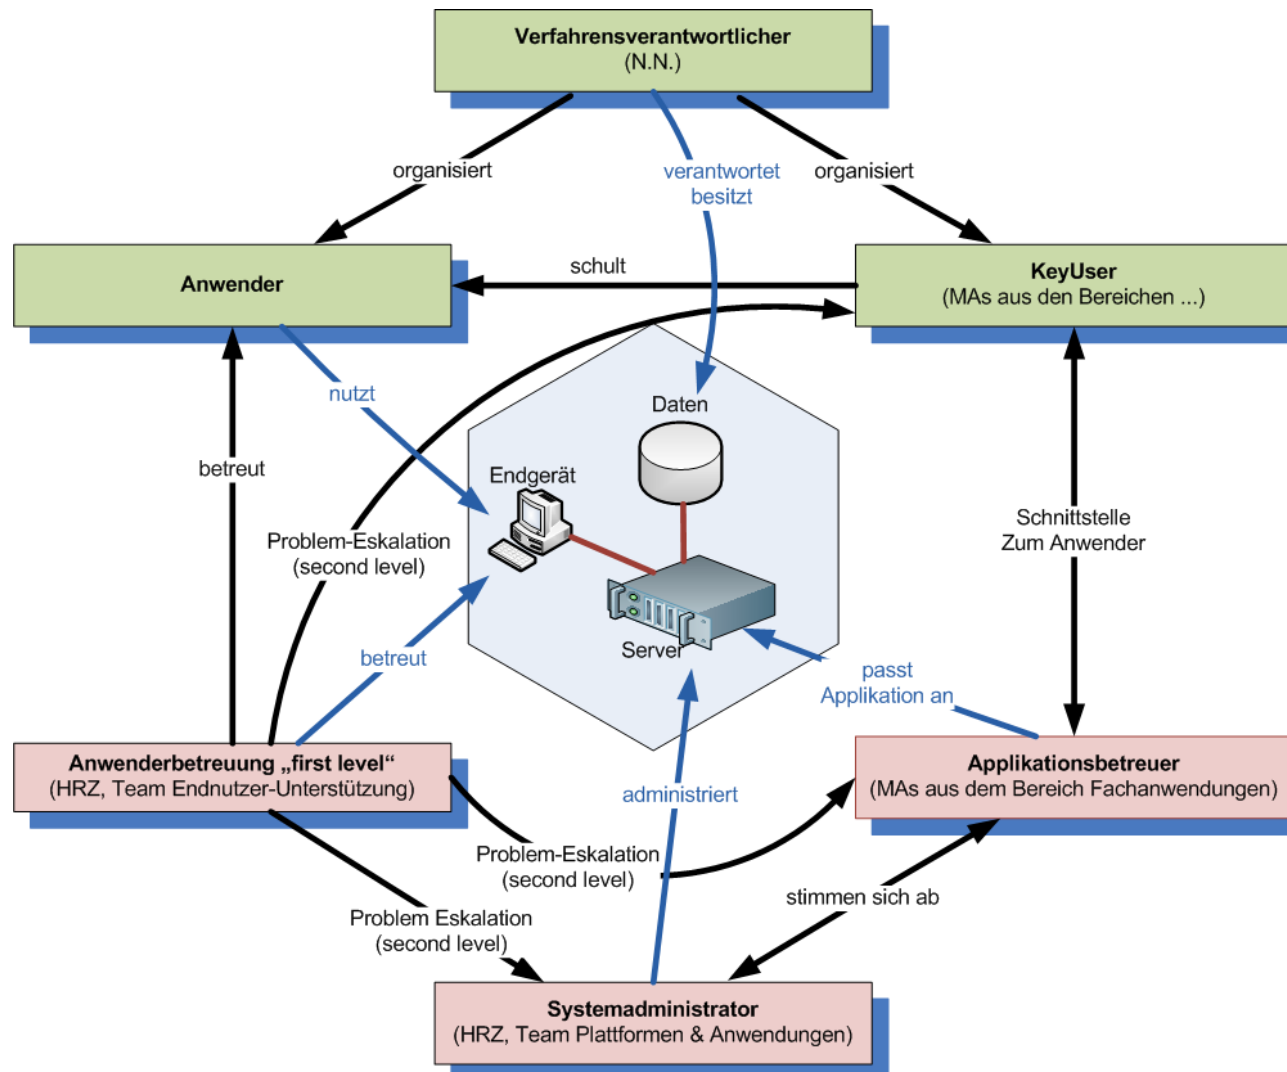 Verfahrensverantwortlicher
(N.N.)
organisiert
verantwortet
besitzt
organisiert
Anwender
schult
KeyUser
(MAs aus den Bereichen ...)
nutzt
Daten
betreut
Endgerät
Problem-Eskalation
(second level)
Schnittstelle
Zum Anwender
betreut
Server
passt
Applikation an
Anwenderbetreuung „first level“
(HRZ, Team Endnutzer-Unterstützung)
administriert
Applikationsbetreuer
(MAs aus dem Bereich Fachanwendungen)
Problem-Eskalation
(second level)
stimmen sich ab
Problem Eskalation
(second level)
Systemadministrator
(HRZ, Team Plattformen & Anwendungen)